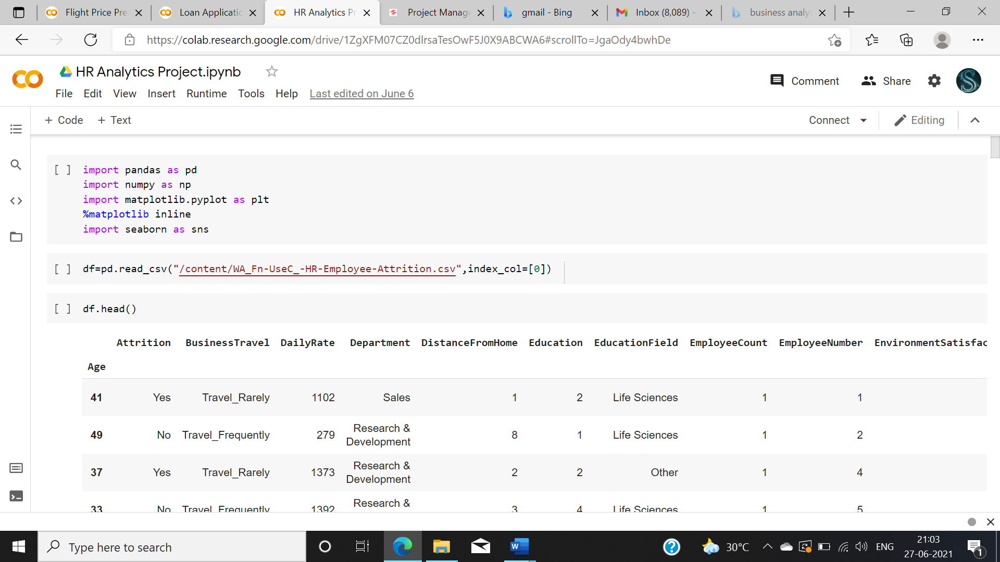 Flight Price Pre
Loan Applicatic
HR Analytics Pr
Project Manage
gmail - Bing
Inbox (8,089) -
business analyt
https://colab.research.google.com/drive/1ZgXFM07CZ0dIrsaTesOwF5J0X9ABCWA6#scrollTo=JgaOdy4bwhDe
HR Analytics Project.ipynb
Comment
Share
File Edit View Insert Runtime Tools Help Last edited on June 6
+ Code + Text
Connect
Editing
[ ] import pandas as pd
import numpy as np
import matplotlib.pyplot as plt
%matplotlib inline
import seaborn as sns
[ ] df=pd.read_csv("/content/WA_Fn-UseC_-HR-Employee-Attrition.csv",index_col=[0])
[ ] df.head()
Attrition BusinessTravel DailyRate Department DistanceFromHome Education EducationField EmployeeCount EmployeeNumber EnvironmentSatisfac
Age
41 Yes Travel_Rarely 1102 Sales 1 2 Life Sciences 1 1
49 No Travel_Frequently 279 Research & Development 8 1 Life Sciences 1 2
37 Yes Travel_Rarely 1373 Research & Development 2 2 Other 1 4
33 No Travel_Frequently 1392 Research & 3 4 Life Sciences 1 5
Type here to search
30°C
ENG
21:03
27-06-2021
1